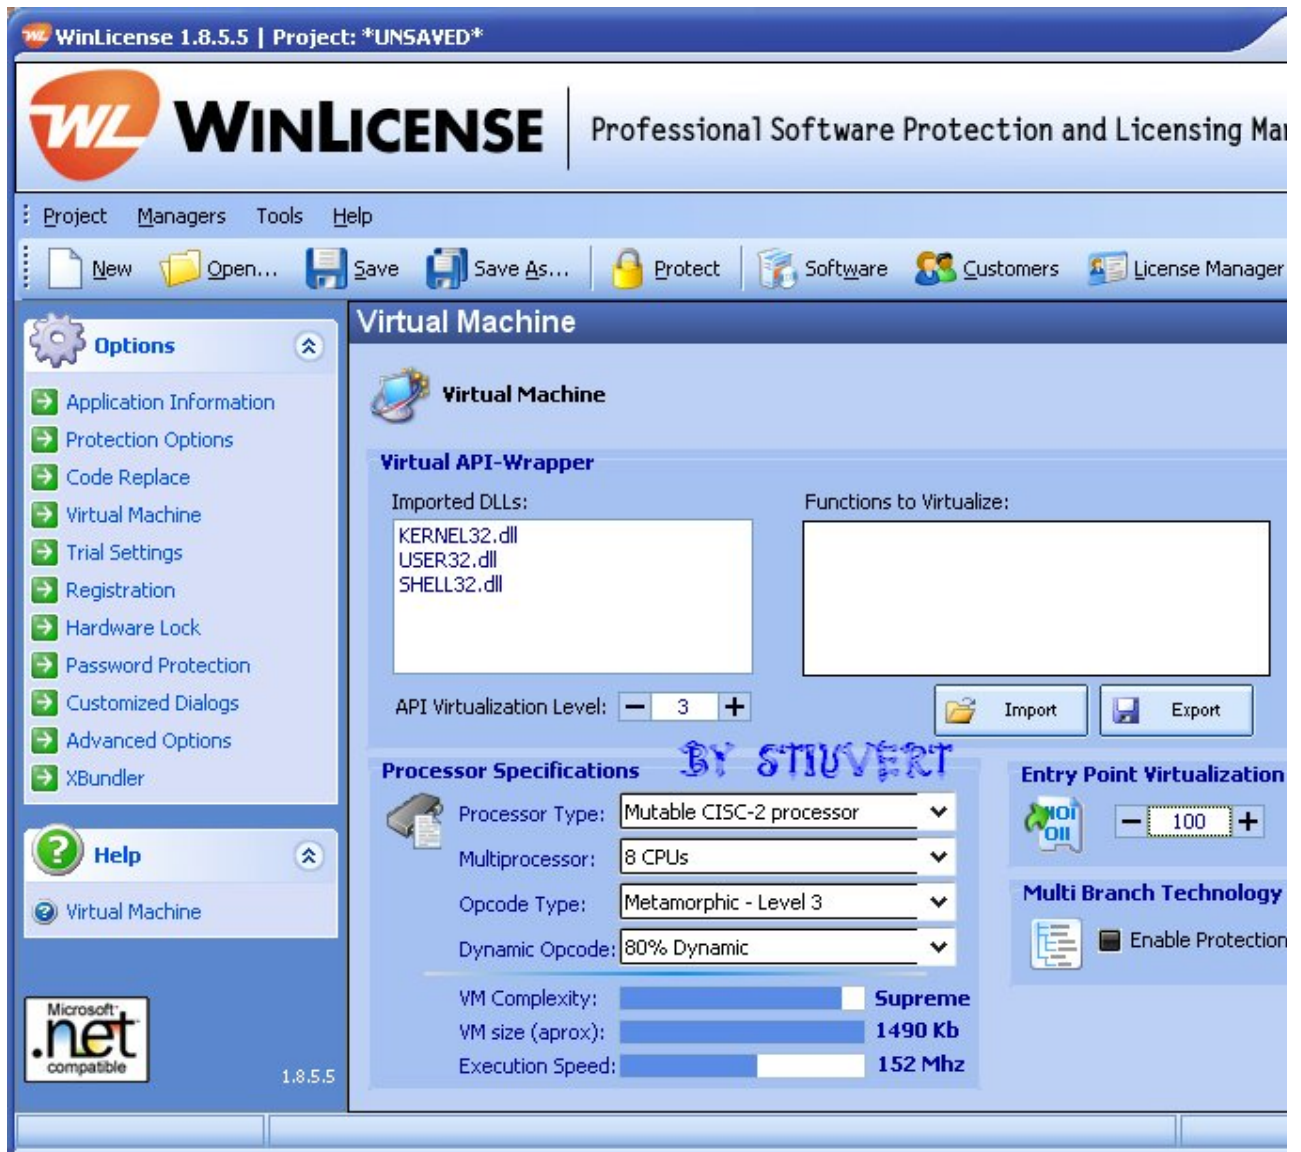 WinLicense 1.8.5.5 | Project: *UNSAVED*
WL WINLICENSE Professional Software Protection and Licensing Ma
Project Managers Tools Help
New Open... Save Save As... Protect Software Customers License Manager
Options
Application Information
Protection Options
Code Replace
Virtual Machine
Trial Settings
Registration
Hardware Lock
Password Protection
Customized Dialogs
Advanced Options
XBundler
Help
Virtual Machine
Microsoft
.net
compatible
1.8.5.5
Virtual Machine
Virtual Machine
Virtual API-Wrapper
Imported DLLs:
KERNEL32.dll
USER32.dll
SHELL32.dll
Functions to Virtualize:
API Virtualization Level: 3
Import Export
BY STIUVERT
Processor Specifications
Processor Type: Mutable CISC-2 processor
Multiprocessor: 8 CPUs
Opcode Type: Metamorphic - Level 3
Dynamic Opcode: 80% Dynamic
VM Complexity: Supreme
VM size (aprox): 1490 Kb
Execution Speed: 152 Mhz
Entry Point Virtualization
100
Multi Branch Technology
Enable Protection